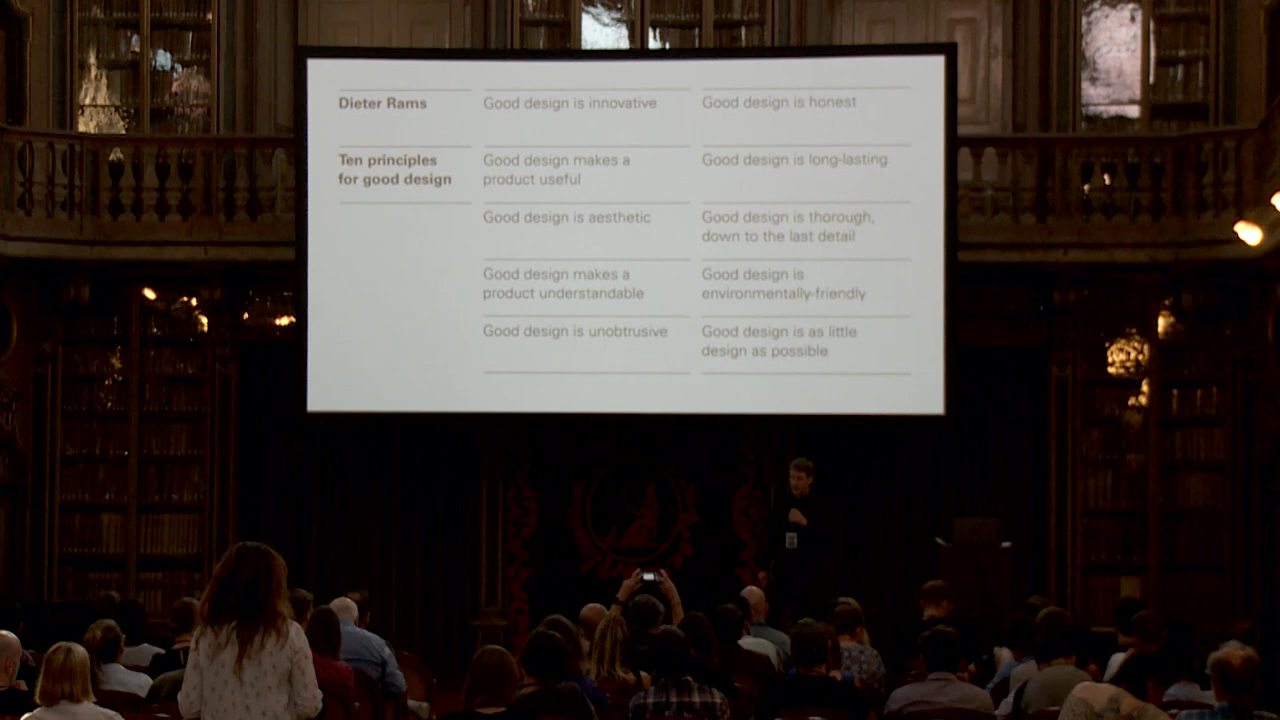 Dieter Rams
Ten principles
for good design
Good design is innovative
Good design makes a
product useful
Good design is aesthetic
Good design makes a
product understandable
Good design is unobtrusive
Good design is honest
Good design is long-lasting
Good design is thorough,
down to the last detail
Good design is
environmentally-friendly
Good design is as little
design as possible